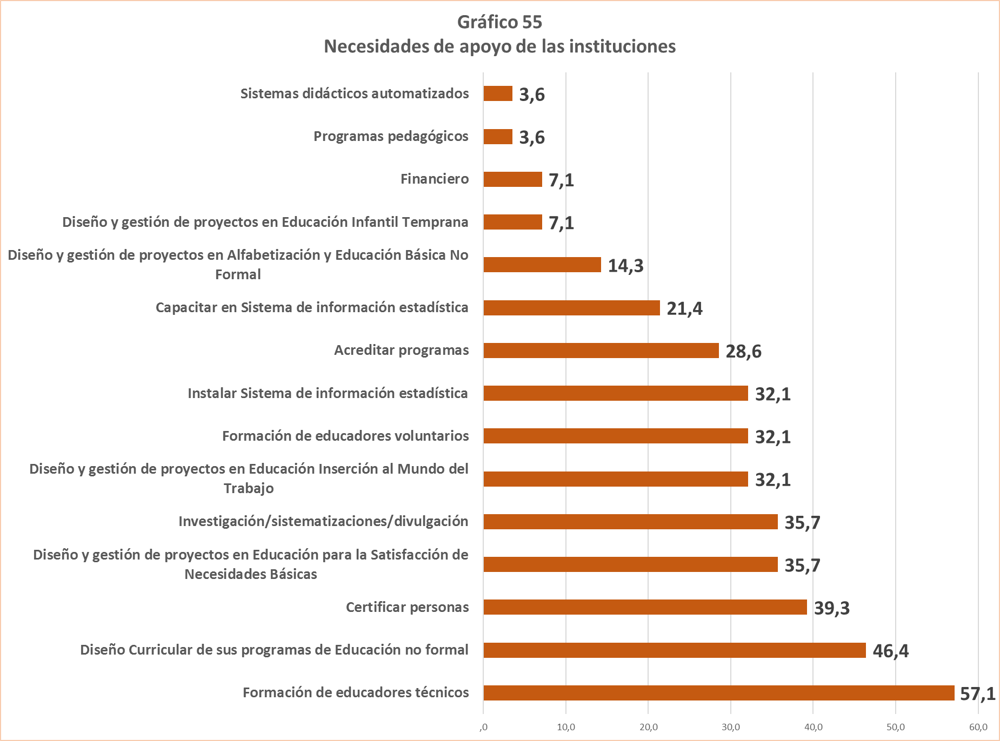 Gráfico 55
Necesidades de apoyo de las instituciones
Sistemas didácticos automatizados
3,6
Programas pedagógicos
3,6
Financiero
7,1
Diseño y gestión de proyectos en Educación Infantil Temprana
7,1
Diseño y gestión de proyectos en Alfabetización y Educación Básica No
Formal
14,3
Capacitar en Sistema de información estadística
21,4
Acreditar programas
28,6
Instalar Sistema de información estadística
32,1
Formación de educadores voluntarios
32,1
Diseño y gestión de proyectos en Educación Inserción al Mundo del
Trabajo
32,1
Investigación/sistematizaciones/divulgación
35,7
Diseño y gestión de proyectos en Educación para la Satisfacción de
Necesidades Básicas
35,7
Certificar personas
39,3
Diseño Curricular de sus programas de Educación no formal
46,4
Formación de educadores técnicos
57,1
,0 10,0 20,0 30,0 40,0 50,0 60,0